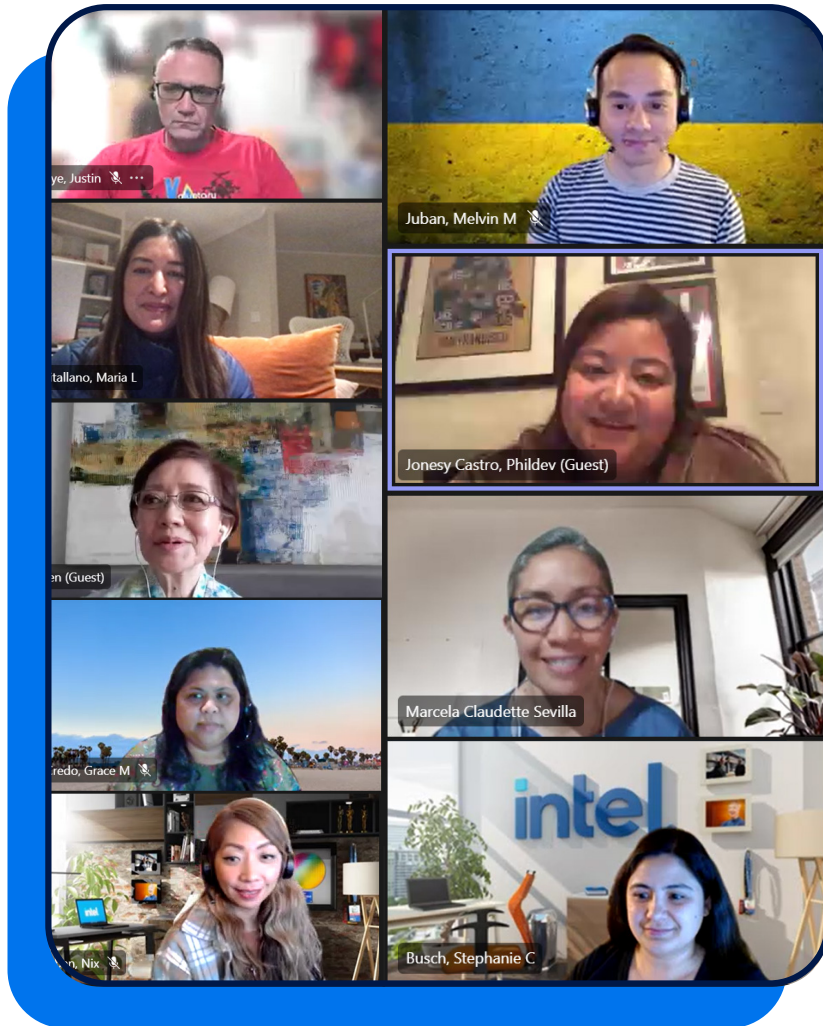 ye, Justin
Juban, Melvin M
tallano, Maria L
Jonesy Castro, Phildev (Guest)
en (Guest)
Marcela Claudette Sevilla
redo, Grace M
intel
intel
Nix
Busch, Stephanie C